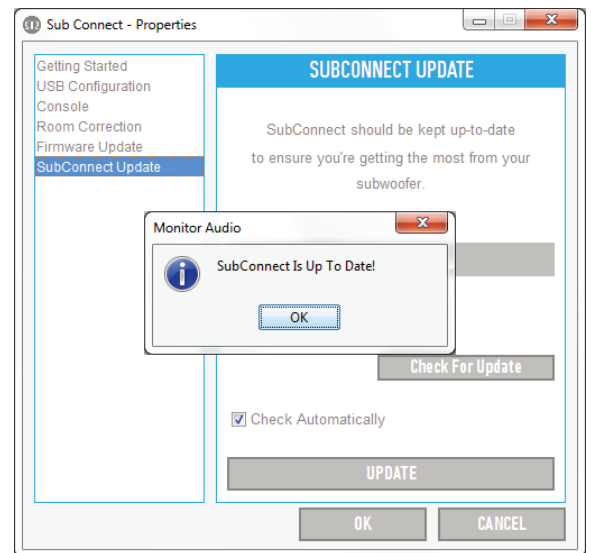 Sub Connect - Properties
Getting Started
USB Configuration
Console
Room Correction
Firmware Update
SubConnect Update
SUBCONNECT UPDATE
SubConnect should be kept up-to-date
to ensure you're getting the most from your
subwoofer.
Monitor Audio
SubConnect Is Up To Date!
OK
Check For Update
Check Automatically
UPDATE
OK
CANCEL